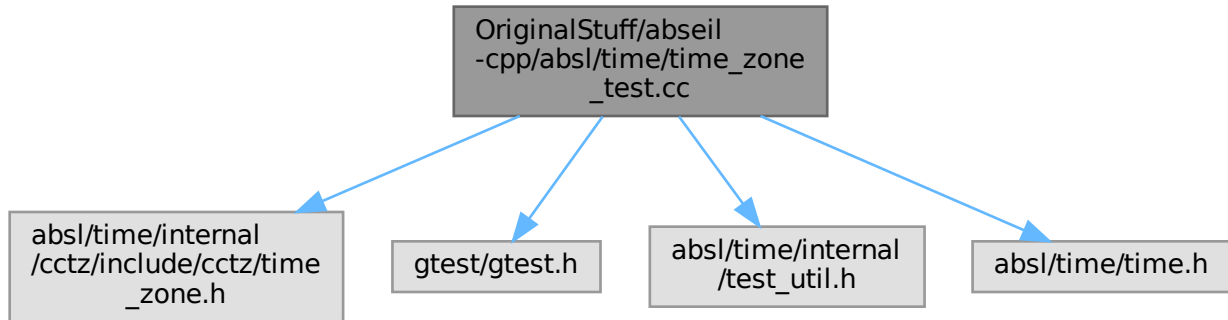 OriginalStuff/abseil
-cpp/absl/time/time_zone
_test.cc
absl/time/internal
/cctz/include/cctz/time
_zone.h
gtest/gtest.h
absl/time/internal
/test_util.h
absl/time/time.h